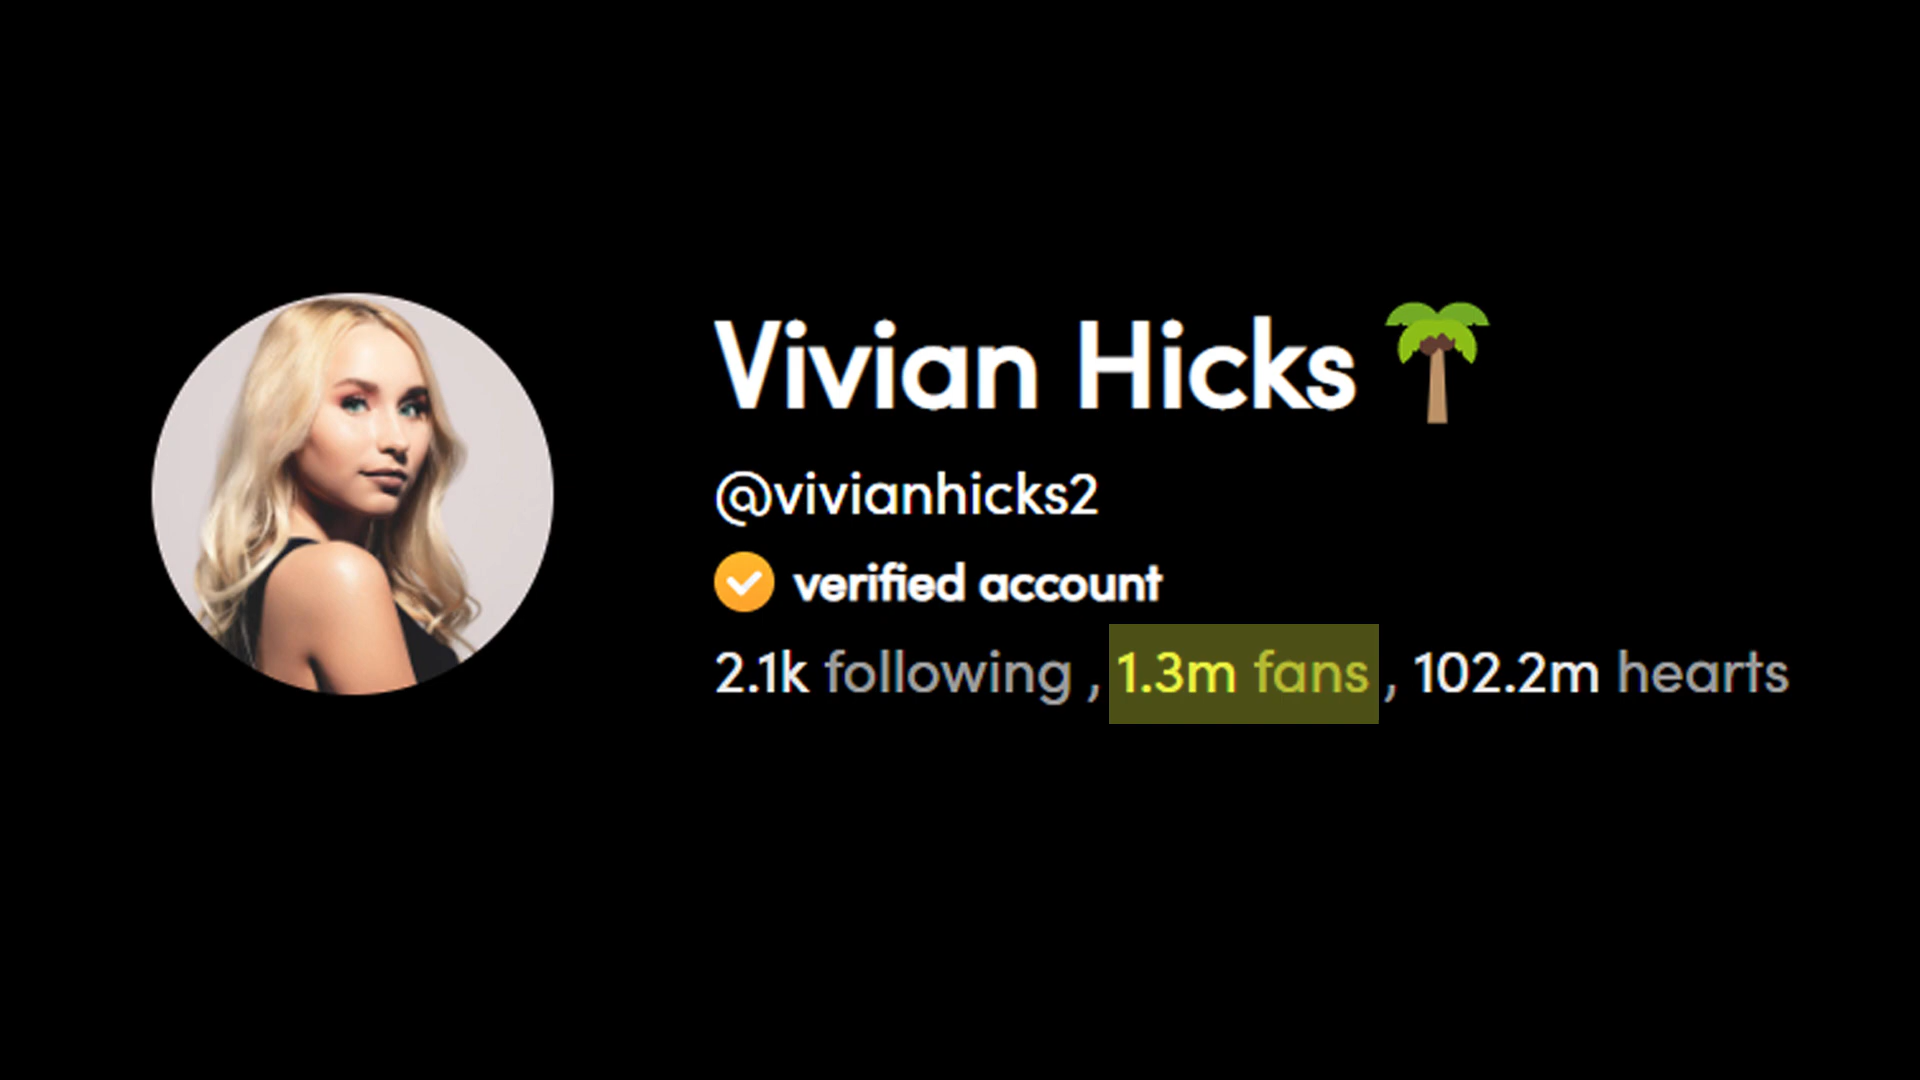 Vivian Hicks🌴
@vivianhicks2
verified account
2.1k following , 1.3m fans , 102.2m hearts